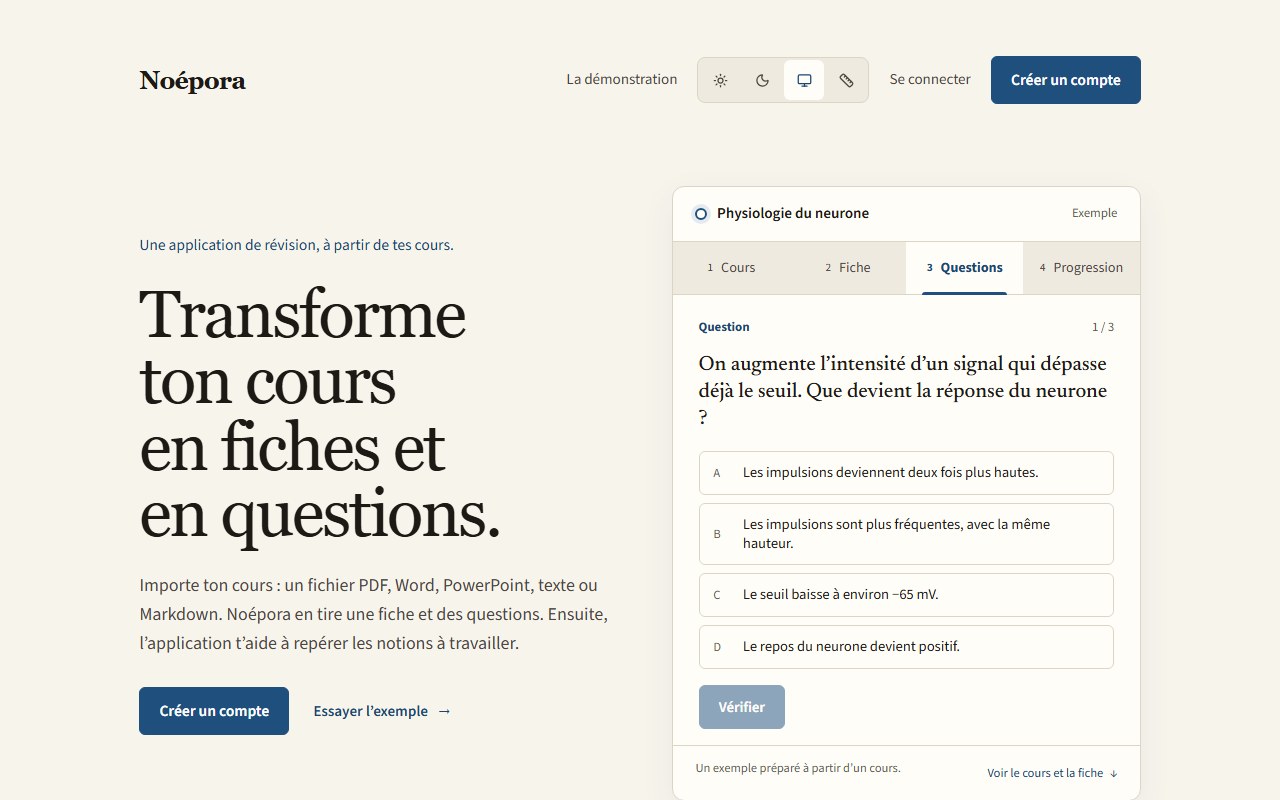 Noépora
La démonstration
Se connecter
Créer un compte
Une application de révision, à partir de tes cours.
Transforme
ton cours
en fiches et
en questions.
Importe ton cours : un fichier PDF, Word, PowerPoint, texte ou
Markdown. Noépora en tire une fiche et des questions. Ensuite,
l’application t’aide à repérer les notions à travailler.
Créer un compte
Essayer l’exemple →
Physiologie du neurone
Exemple
1 Cours
2 Fiche
3 Questions
4 Progression
Question
1 / 3
On augmente l’intensité d’un signal qui dépasse
déjà le seuil. Que devient la réponse du neurone
?
A Les impulsions deviennent deux fois plus hautes.
B Les impulsions sont plus fréquentes, avec la même
hauteur.
C Le seuil baisse à environ −65 mV.
D Le repos du neurone devient positif.
Vérifier
Un exemple préparé à partir d’un cours.
Voir le cours et la fiche ↓